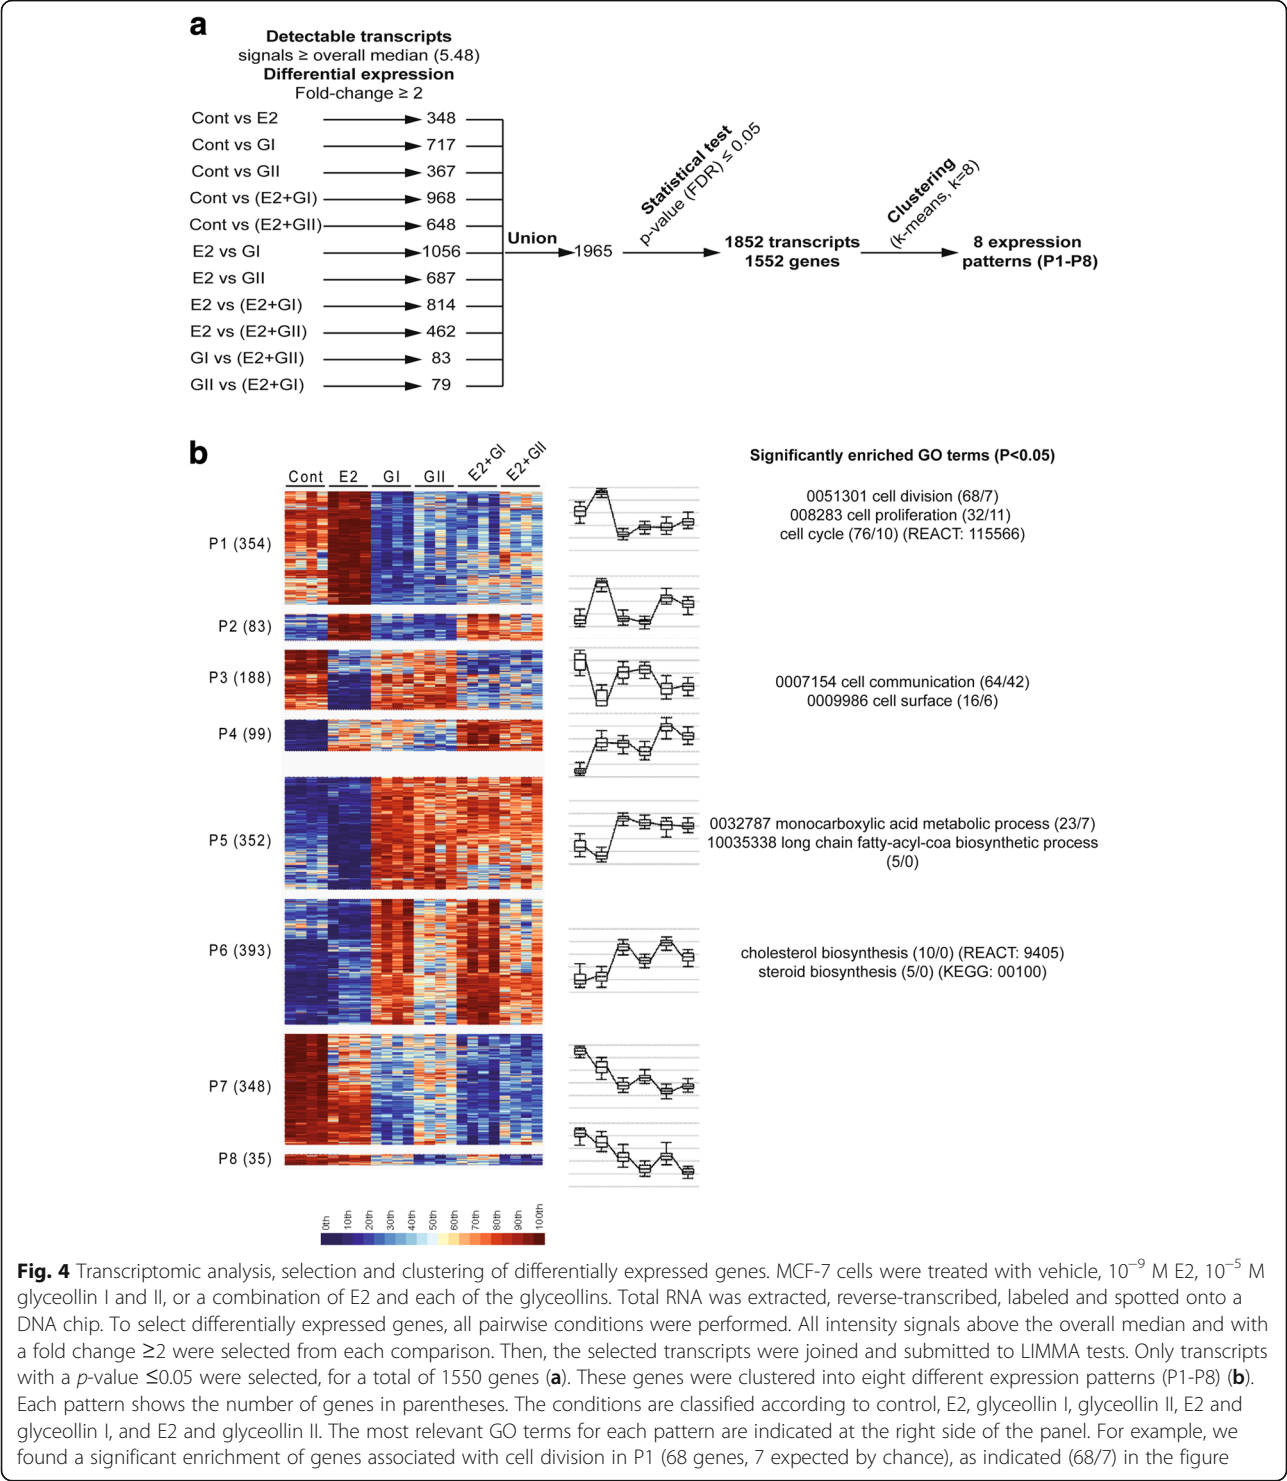 a
Detectable transcripts
signals ≥ overall median (5.48)
Differential expression
Fold-change ≥ 2
Cont vs E2 348
Cont vs GI 717
Cont vs GII 367
Cont vs (E2+GI) 968
Cont vs (E2+GII) 648
E2 vs GI 1056
E2 vs GII 687
E2 vs (E2+GI) 814
E2 vs (E2+GII) 462
GI vs (E2+GII) 83
GII vs (E2+GI) 79
Union
1965
Statistical test
p-value (FDR) ≤ 0.05
1852 transcripts
1552 genes
Clustering
(k-means, k=8)
8 expression
patterns (P1-P8)
b
Cont E2 GI GII E2+GI E2+GII
Significantly enriched GO terms (P<0.05)
P1 (354)
0051301 cell division (68/7)
008283 cell proliferation (32/11)
cell cycle (76/10) (REACT: 115566)
P2 (83)
P3 (188)
0007154 cell communication (64/42)
0009986 cell surface (16/6)
P4 (99)
P5 (352)
0032787 monocarboxylic acid metabolic process (23/7)
10035338 long chain fatty-acyl-coa biosynthetic process
(5/0)
P6 (393)
cholesterol biosynthesis (10/0) (REACT: 9405)
steroid biosynthesis (5/0) (KEGG: 00100)
P7 (348)
P8 (35)
0th 10th 20th 30th 40th 50th 60th 70th 80th 90th 100th
Fig. 4 Transcriptomic analysis, selection and clustering of differentially expressed genes. MCF-7 cells were treated with vehicle, 10⁻⁹ M E2, 10⁻⁵ M
glyceollin I and II, or a combination of E2 and each of the glyceollins. Total RNA was extracted, reverse-transcribed, labeled and spotted onto a
DNA chip. To select differentially expressed genes, all pairwise conditions were performed. All intensity signals above the overall median and with
a fold change ≥2 were selected from each comparison. Then, the selected transcripts were joined and submitted to LIMMA tests. Only transcripts
with a p-value ≤0.05 were selected, for a total of 1550 genes (a). These genes were clustered into eight different expression patterns (P1-P8) (b).
Each pattern shows the number of genes in parentheses. The conditions are classified according to control, E2, glyceollin I, glyceollin II, E2 and
glyceollin I, and E2 and glyceollin II. The most relevant GO terms for each pattern are indicated at the right side of the panel. For example, we
found a significant enrichment of genes associated with cell division in P1 (68 genes, 7 expected by chance), as indicated (68/7) in the figure